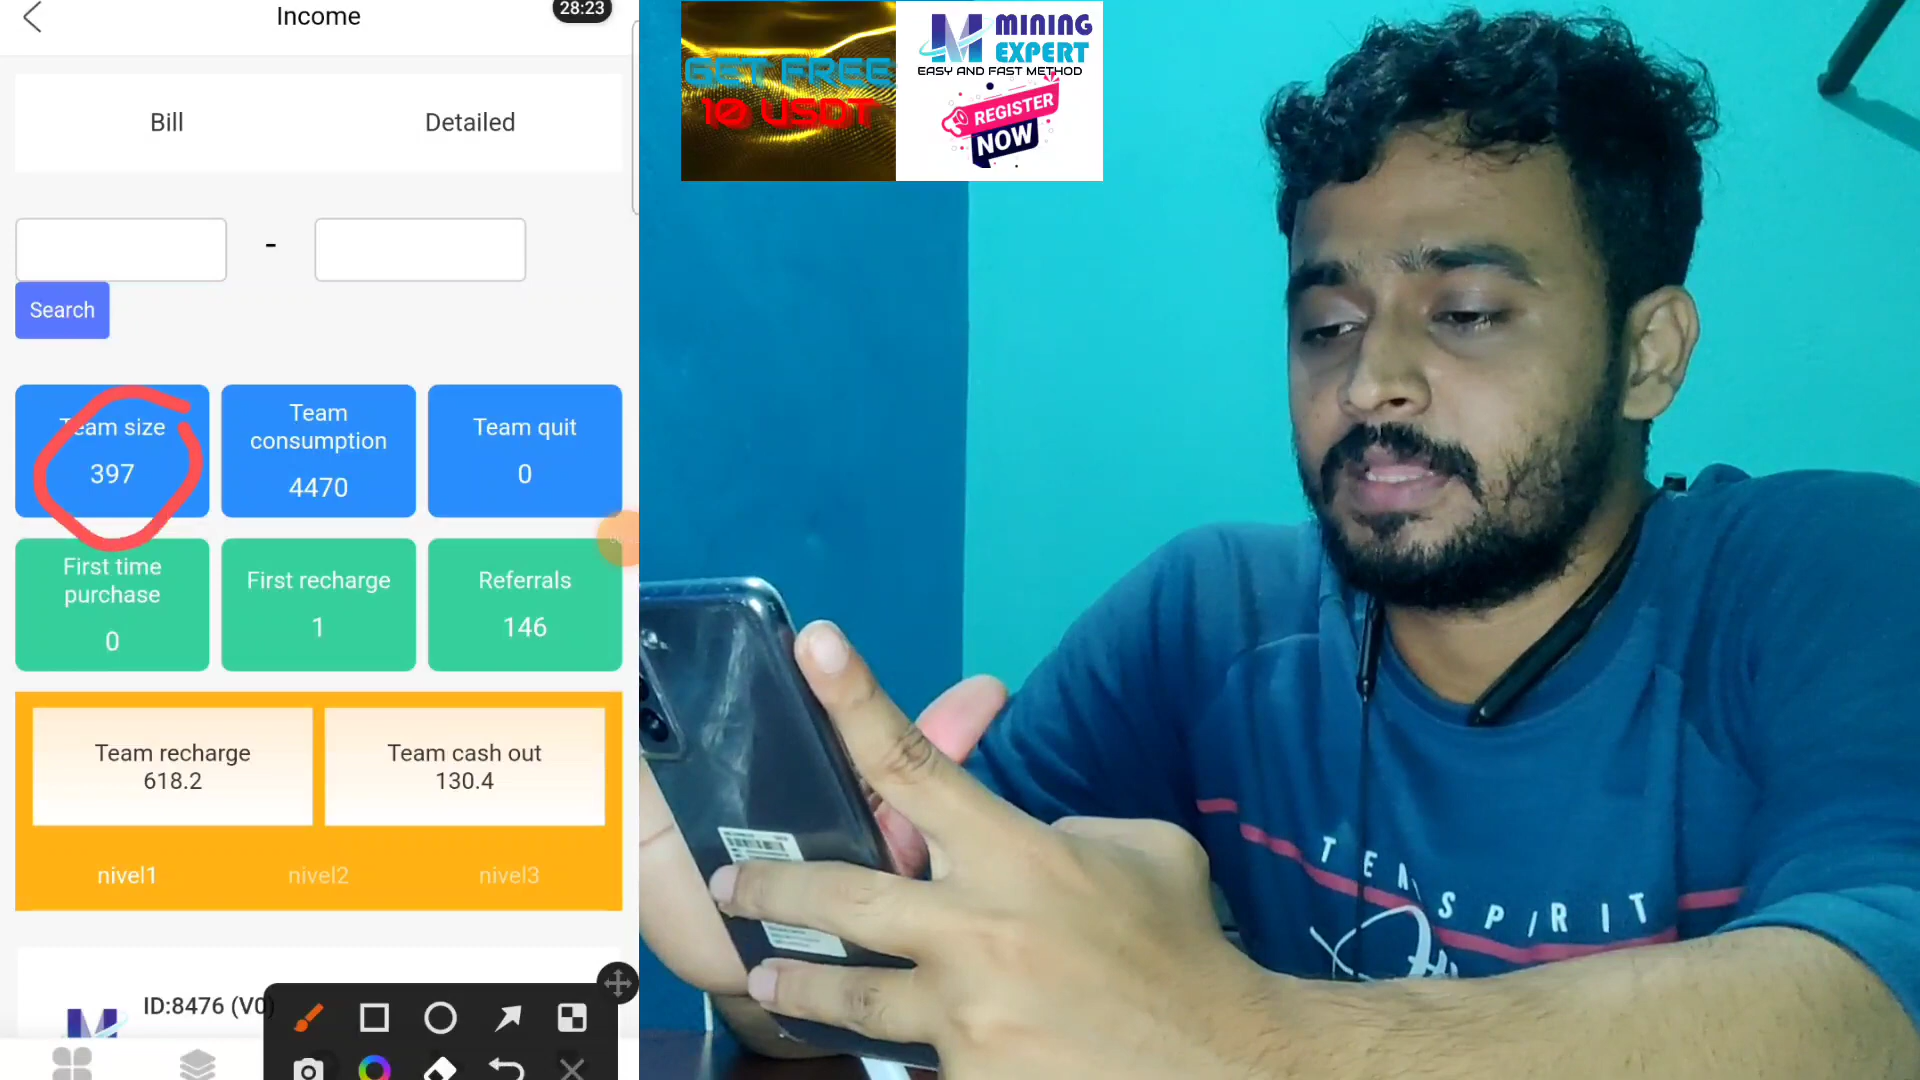 Income
28:23
Bill
Detailed
-
Search
Team size
397
Team
consumption
4470
Team quit
0
First time
purchase
0
First recharge
1
Referrals
146
Team recharge
618.2
Team cash out
130.4
nivel1
nivel2
nivel3
ID:8476 (V0)
GET FREE
10 USDT
M MINING
EXPERT
EASY AND FAST METHOD
REGISTER
NOW
SPIRIT